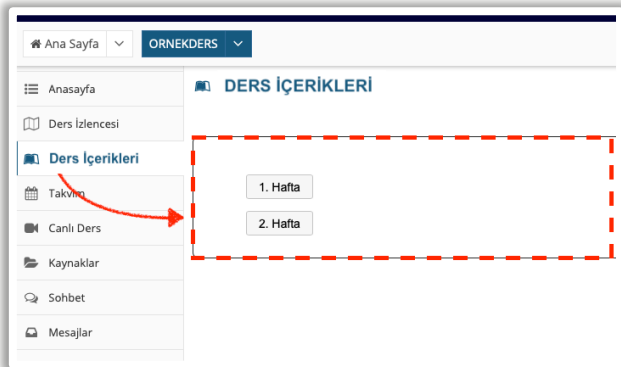 Ana Sayfa
ORNEKDERS
Anasayfa
Ders İzlencesi
Ders İçerikleri
Takvim
Canlı Ders
Kaynaklar
Sohbet
Mesajlar
DERS İÇERİKLERİ
1. Hafta
2. Hafta